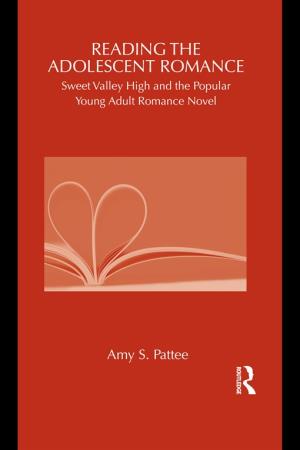 READING THE
ADOLESCENT ROMANCE
Sweet Valley High and the Popular
Young Adult Romance Novel
Amy S. Pattee
ROUTLEDGE